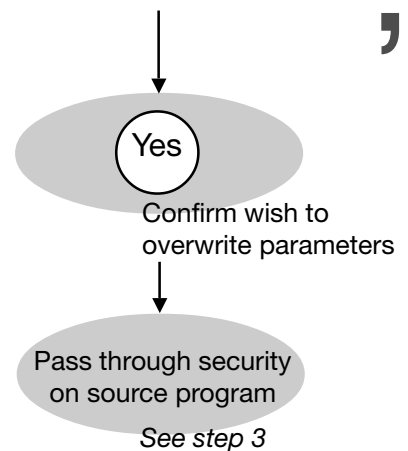 ,
Yes
Confirm wish to
overwrite parameters
Pass through security
on source program
See step 3